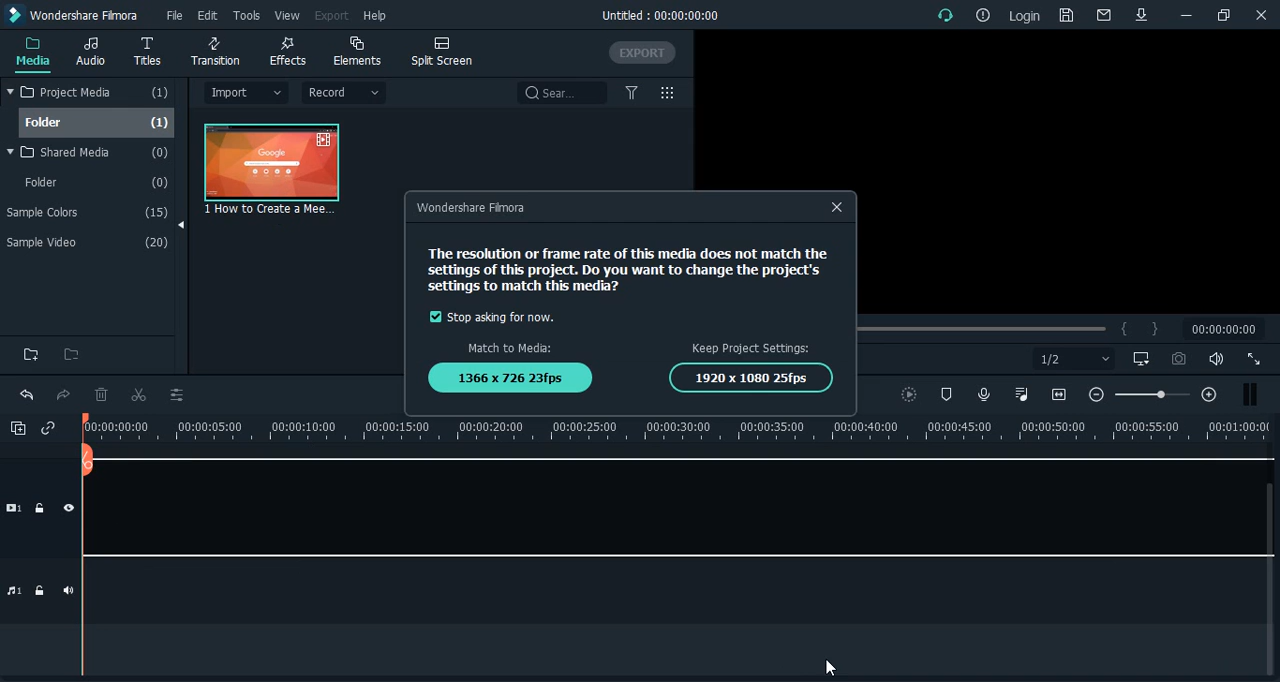 Wondershare Filmora File Edit Tools View Export Help Untitled : 00:00:00:00 Login
Media Audio Titles Transition Effects Elements Split Screen EXPORT
Project Media (1)
Folder (1)
Shared Media (0)
Folder (0)
Sample Colors (15)
Sample Video (20)
Import Record Sear...
Google
1 How to Create a Mee...
Wondershare Filmora
The resolution or frame rate of this media does not match the
settings of this project. Do you want to change the project's
settings to match this media?
Stop asking for now.
Match to Media: Keep Project Settings:
1366 x 726 23fps 1920 x 1080 25fps
{ } 00:00:00:00
1/2
00:00:00:00 00:00:05:00 00:00:10:00 00:00:15:00 00:00:20:00 00:00:25:00 00:00:30:00 00:00:35:00 00:00:40:00 00:00:45:00 00:00:50:00 00:00:55:00 00:01:00:0
1
1